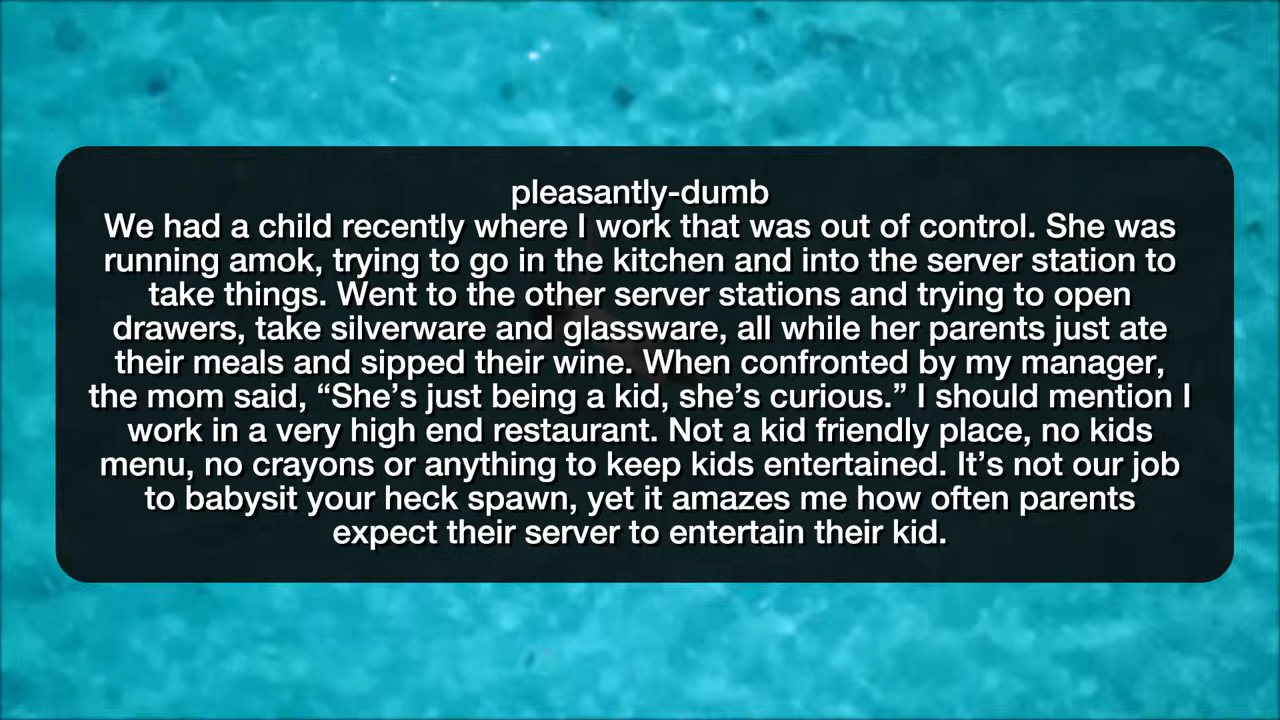 pleasantly-dumb
We had a child recently where I work that was out of control. She was
running amok, trying to go in the kitchen and into the server station to
take things. Went to the other server stations and trying to open
drawers, take silverware and glassware, all while her parents just ate
their meals and sipped their wine. When confronted by my manager,
the mom said, “She’s just being a kid, she’s curious.” I should mention I
work in a very high end restaurant. Not a kid friendly place, no kids
menu, no crayons or anything to keep kids entertained. It’s not our job
to babysit your heck spawn, yet it amazes me how often parents
expect their server to entertain their kid.